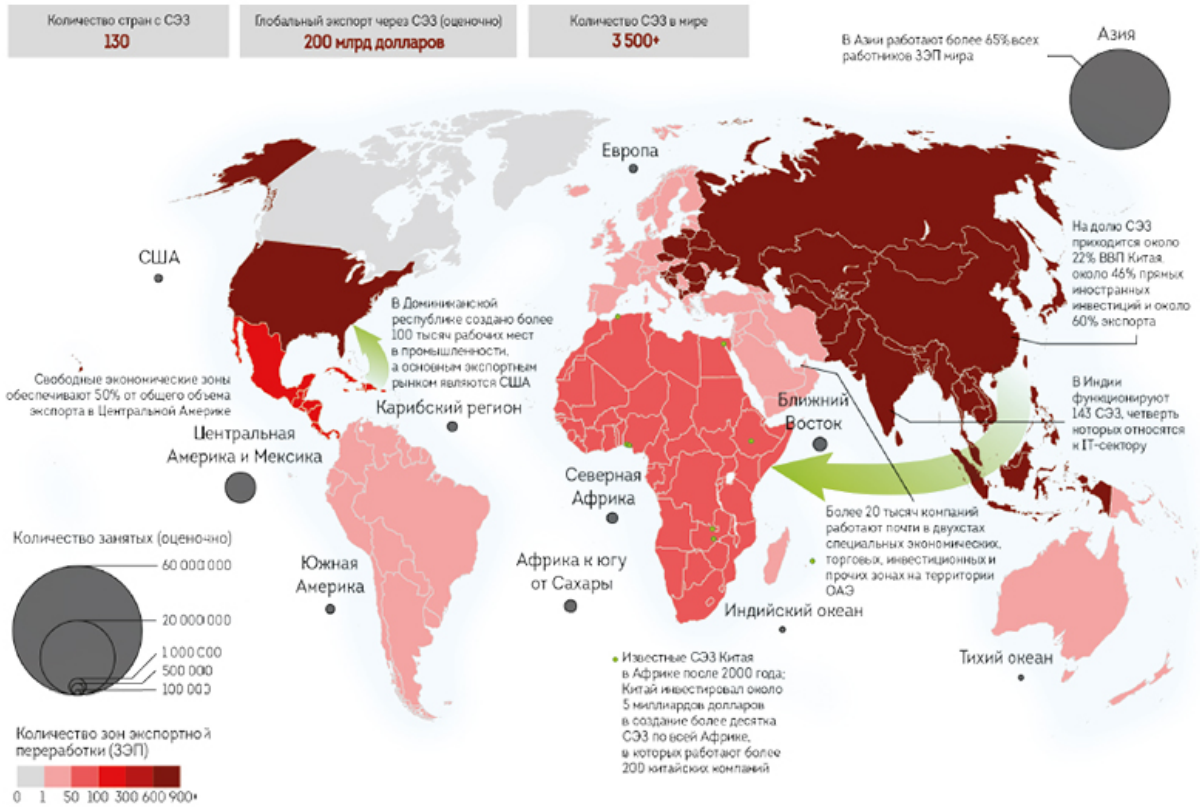 Количество стран с СЭЗ
130
Глобальный экспорт через СЭЗ (оценочно)
200 млрд долларов
Количество СЭЗ в мире
3 500+
В Азии работают более 65% всех
работников ЗЭП мира
Азия
Европа
США
На долю СЭЗ
приходится около
22% ВВП Китая,
около 46% прямых
иностранных
инвестиций и около
60% экспорта
В Доминиканской
республике создано более
100 тысяч рабочих мест
в промышленности,
а основным экспортным
рынком являются США
Свободные экономические зоны
обеспечивают 50% от общего объема
экспорта в Центральной Америке
Карибский регион
Ближний
Восток
В Индии
функционируют
143 СЭЗ, четверть
которых относятся
к IT-сектору
Центральная
Америка и Мексика
Северная
Африка
Более 20 тысяч компаний
работают почти в двухстах
специальных экономических,
торговых, инвестиционных и
прочих зонах на территории
ОАЭ
Количество занятых (оценочно)
60 000 000
20 000 000
1 000 000
500 000
100 000
Южная
Америка
Африка к югу
от Сахары
Индийский океан
Тихий океан
Известные СЭЗ Китая
в Африке после 2000 года;
Китай инвестировал около
5 миллиардов долларов
в создание более десятка
СЭЗ по всей Африке,
в которых работают более
200 китайских компаний
Количество зон экспортной
переработки (ЗЭП)
0 1 50 100 300 600 900+